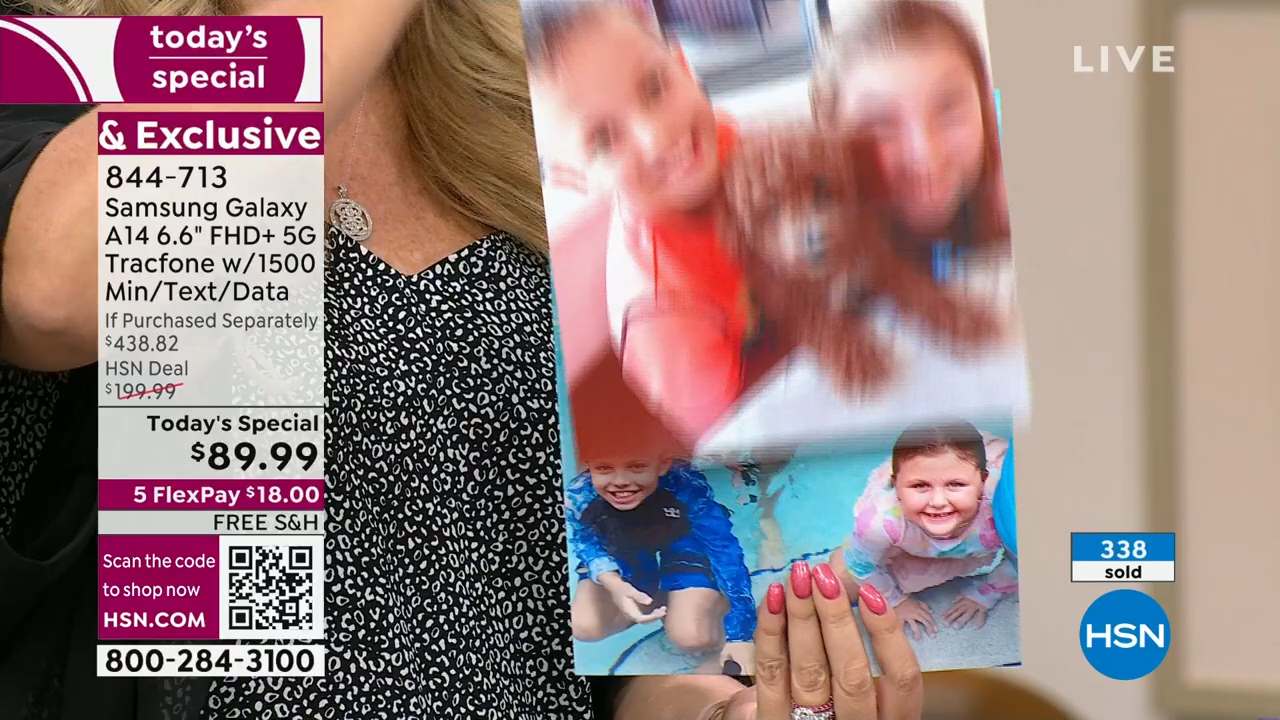 today's
special
& Exclusive
844-713
Samsung Galaxy
A14 6.6" FHD+ 5G
Tracfone w/1500
Min/Text/Data
If Purchased Separately
$438.82
HSN Deal
$199.99
Today's Special
$89.99
5 FlexPay $18.00
FREE S&H
Scan the code
to shop now
HSN.COM
800-284-3100
LIVE
338
sold
HSN